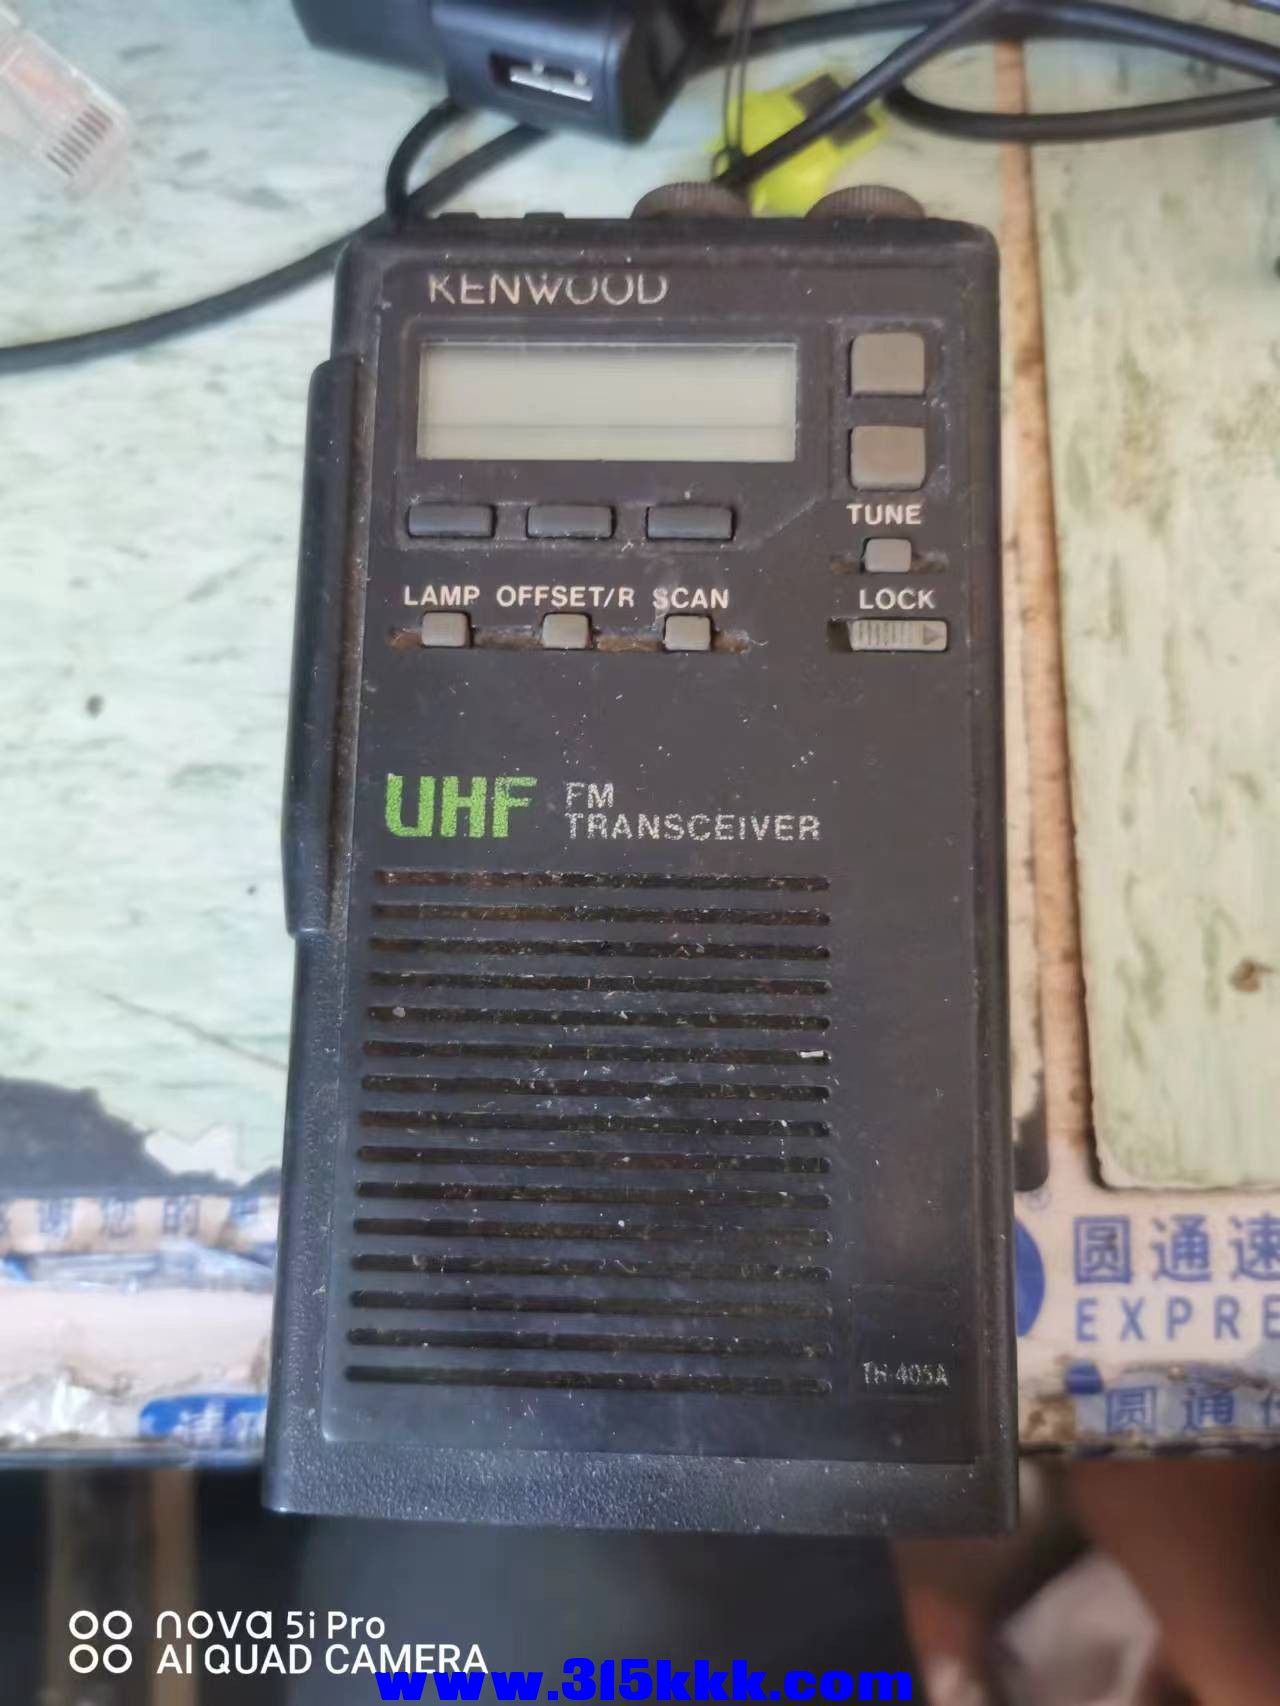 KENWOOD
TUNE
LAMP OFFSET/R SCAN
LOCK
UHF FM
TRANSCEIVER
圆通速
EXPRE
TH-405A
圆通
nova 5i Pro
AI QUAD CAMERA
www.315kkk.com